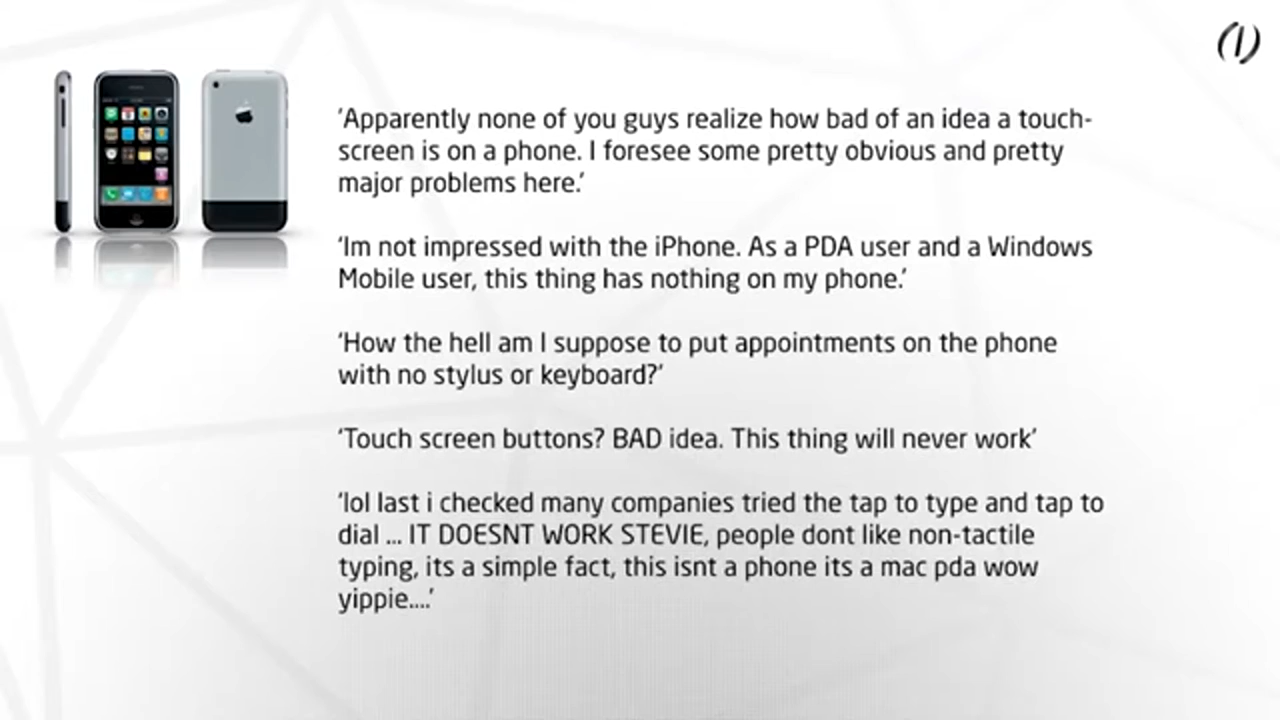 ‘Apparently none of you guys realize how bad of an idea a touch-
screen is on a phone. I foresee some pretty obvious and pretty
major problems here.’
‘Im not impressed with the iPhone. As a PDA user and a Windows
Mobile user, this thing has nothing on my phone.’
‘How the hell am I suppose to put appointments on the phone
with no stylus or keyboard?’
‘Touch screen buttons? BAD idea. This thing will never work’
‘lol last i checked many companies tried the tap to type and tap to
dial ... IT DOESNT WORK STEVIE, people dont like non-tactile
typing, its a simple fact, this isnt a phone its a mac pda wow
yippie....’